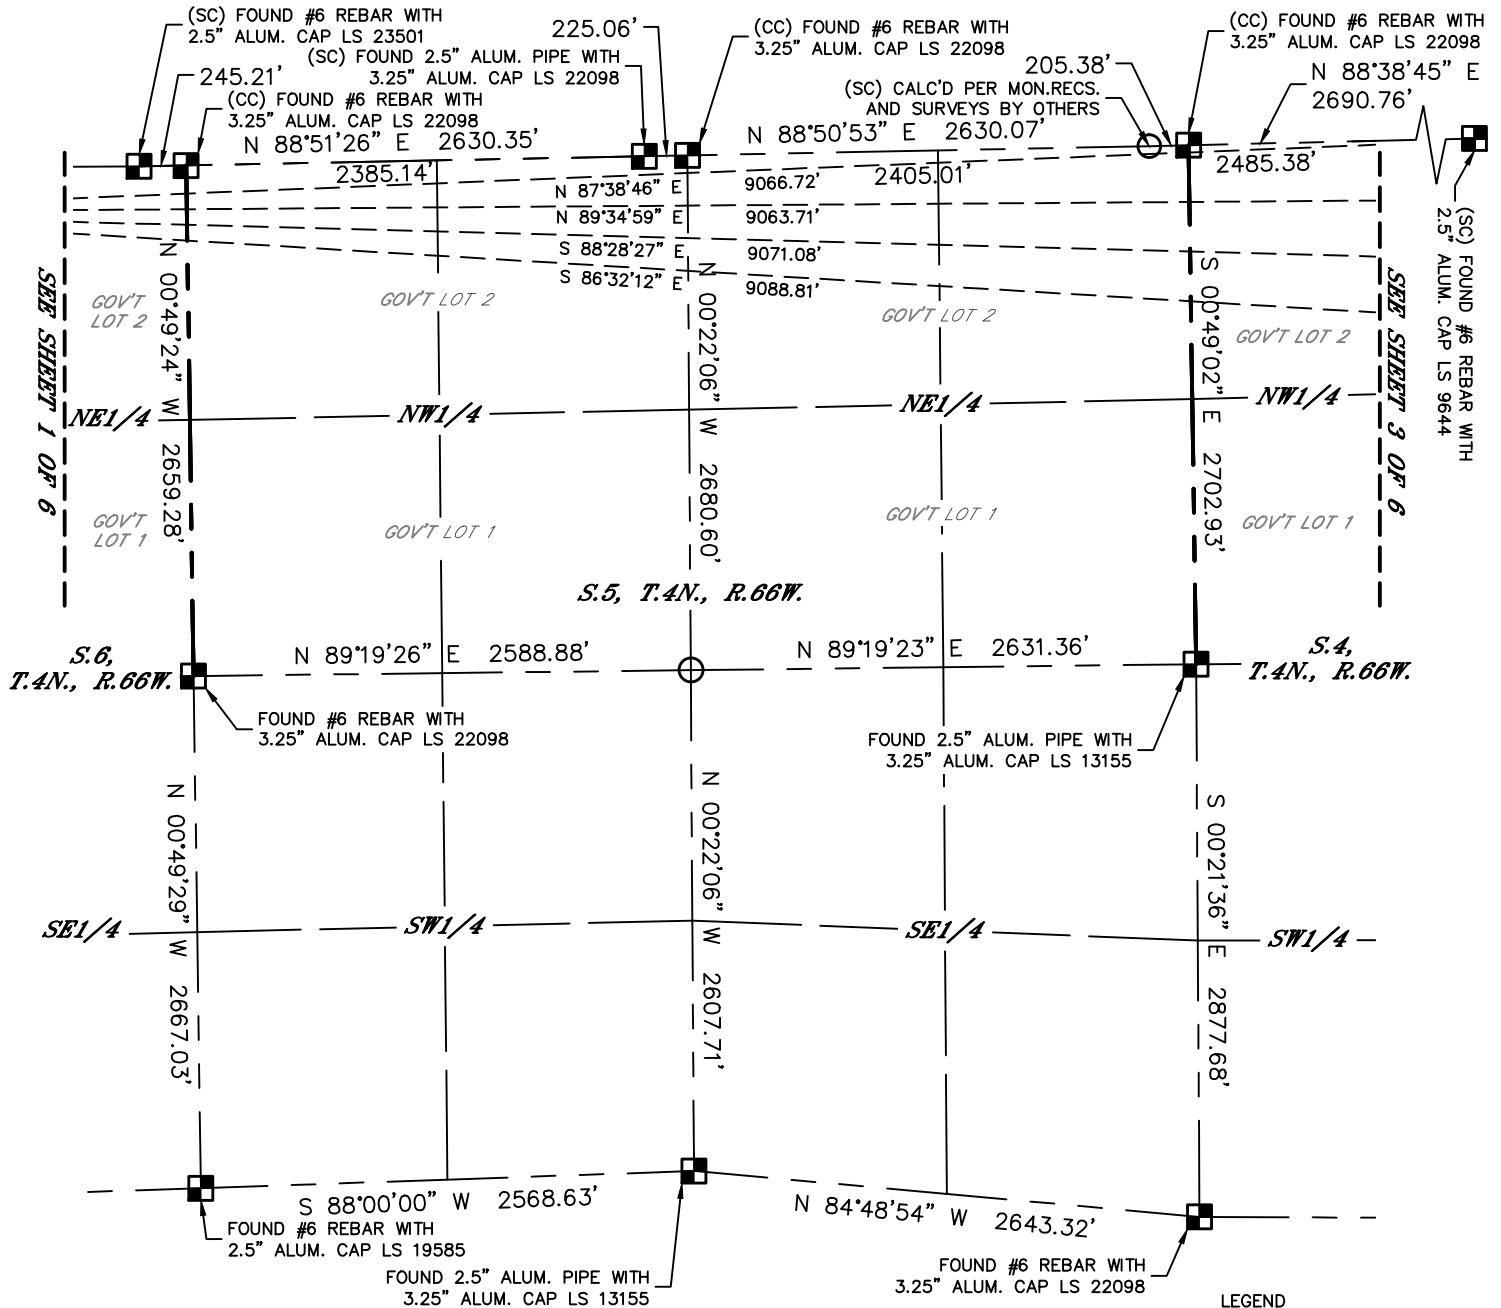 (SC) FOUND #6 REBAR WITH
2.5" ALUM. CAP LS 23501
225.06'
(CC) FOUND #6 REBAR WITH
3.25" ALUM. CAP LS 22098
(CC) FOUND #6 REBAR WITH
3.25" ALUM. CAP LS 22098
(SC) FOUND 2.5" ALUM. PIPE WITH
3.25" ALUM. CAP LS 22098
245.21'
205.38'
N 88°38'45" E
2690.76'
(CC) FOUND #6 REBAR WITH
3.25" ALUM. CAP LS 22098
(SC) CALC'D PER MON.RECS.
AND SURVEYS BY OTHERS
N 88°51'26" E 2630.35'
N 88°50'53" E 2630.07'
2385.14'
2405.01'
2485.38'
N 87°38'46" E 9066.72'
N 89°34'59" E 9063.71'
S 88°28'27" E 9071.08'
S 86°32'12" E 9088.81'
(SC) FOUND #6 REBAR WITH
2.5" ALUM. CAP LS 9644
SEE SHEET 1 OF 6
SEE SHEET 3 OF 6
N 00°49'24" W 2659.28'
N 00°22'06" W 2680.60'
S 00°49'02" E 2702.93'
GOV'T
LOT 2
GOV'T LOT 2
GOV'T LOT 2
GOV'T LOT 2
NE1/4
NW1/4
NE1/4
NW1/4
GOV'T
LOT 1
GOV'T LOT 1
GOV'T LOT 1
GOV'T LOT 1
S.5, T.4N., R.66W.
S.6,
T.4N., R.66W.
N 89°19'26" E 2588.88'
N 89°19'23" E 2631.36'
S.4,
T.4N., R.66W.
FOUND #6 REBAR WITH
3.25" ALUM. CAP LS 22098
FOUND 2.5" ALUM. PIPE WITH
3.25" ALUM. CAP LS 13155
N 00°49'29" W 2667.03'
N 00°22'06" W 2607.71'
S 00°21'36" E 2877.68'
SE1/4
SW1/4
SE1/4
SW1/4
S 88°00'00" W 2568.63'
N 84°48'54" W 2643.32'
FOUND #6 REBAR WITH
2.5" ALUM. CAP LS 19585
FOUND 2.5" ALUM. PIPE WITH
3.25" ALUM. CAP LS 13155
FOUND #6 REBAR WITH
3.25" ALUM. CAP LS 22098
LEGEND